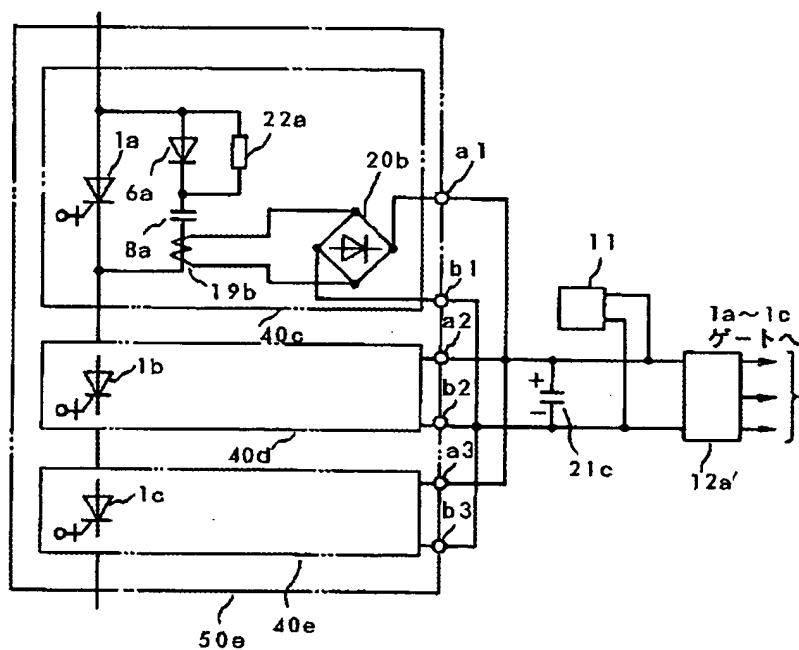 22a
1a
20b
a1
6a
8a
19b
b1
11
40c
a2
1a～1c
ゲートへ
1b
+
b2
−
40d
a3
21c
12a′
1c
b3
50e
40e